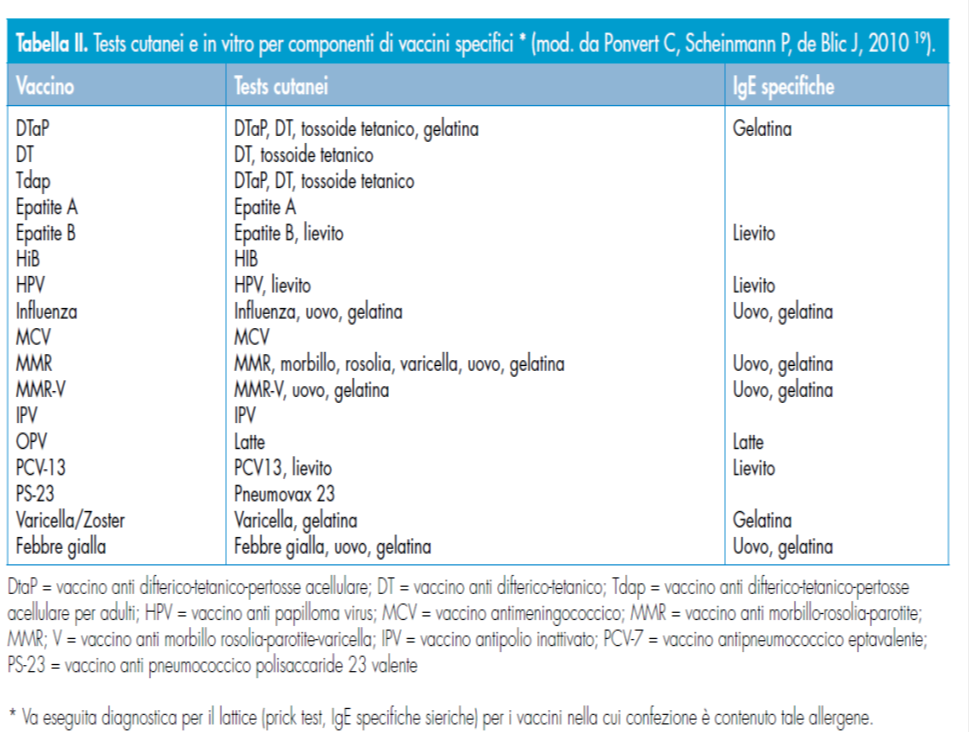 Tabella II. Tests cutanei e in vitro per componenti di vaccini specifici * (mod. da Ponvert C, Scheinmann P, de Blic J, 2010 19).
Vaccino Tests cutanei IgE specifiche
DTaP DTaP, DT, tossoide tetanico, gelatina Gelatina
DT DT, tossoide tetanico
Tdap DTaP, DT, tossoide tetanico
Epatite A Epatite A
Epatite B Epatite B, lievito Lievito
HiB HIB
HPV HPV, lievito Lievito
Influenza Influenza, uovo, gelatina Uovo, gelatina
MCV MCV
MMR MMR, morbillo, rosolia, varicella, uovo, gelatina Uovo, gelatina
MMR-V MMR-V, uovo, gelatina Uovo, gelatina
IPV IPV
OPV Latte Latte
PCV-13 PCV13, lievito Lievito
PS-23 Pneumovax 23
Varicella/Zoster Varicella, gelatina Gelatina
Febbre gialla Febbre gialla, uovo, gelatina Uovo, gelatina
DtaP = vaccino anti difterico-tetanico-pertosse acellulare; DT = vaccino anti difterico-tetanico; Tdap = vaccino anti difterico-tetanico-pertosse
acellulare per adulti; HPV = vaccino anti papilloma virus; MCV = vaccino antimeningococcico; MMR = vaccino anti morbillo-rosolia-parotite;
MMR; V = vaccino anti morbillo rosolia-parotite-varicella; IPV = vaccino antipolio inattivato; PCV-7 = vaccino antipneumococcico eptavalente;
PS-23 = vaccino anti pneumococcico polisaccaride 23 valente
* Va eseguita diagnostica per il lattice (prick test, IgE specifiche sieriche) per i vaccini nella cui confezione è contenuto tale allergene.